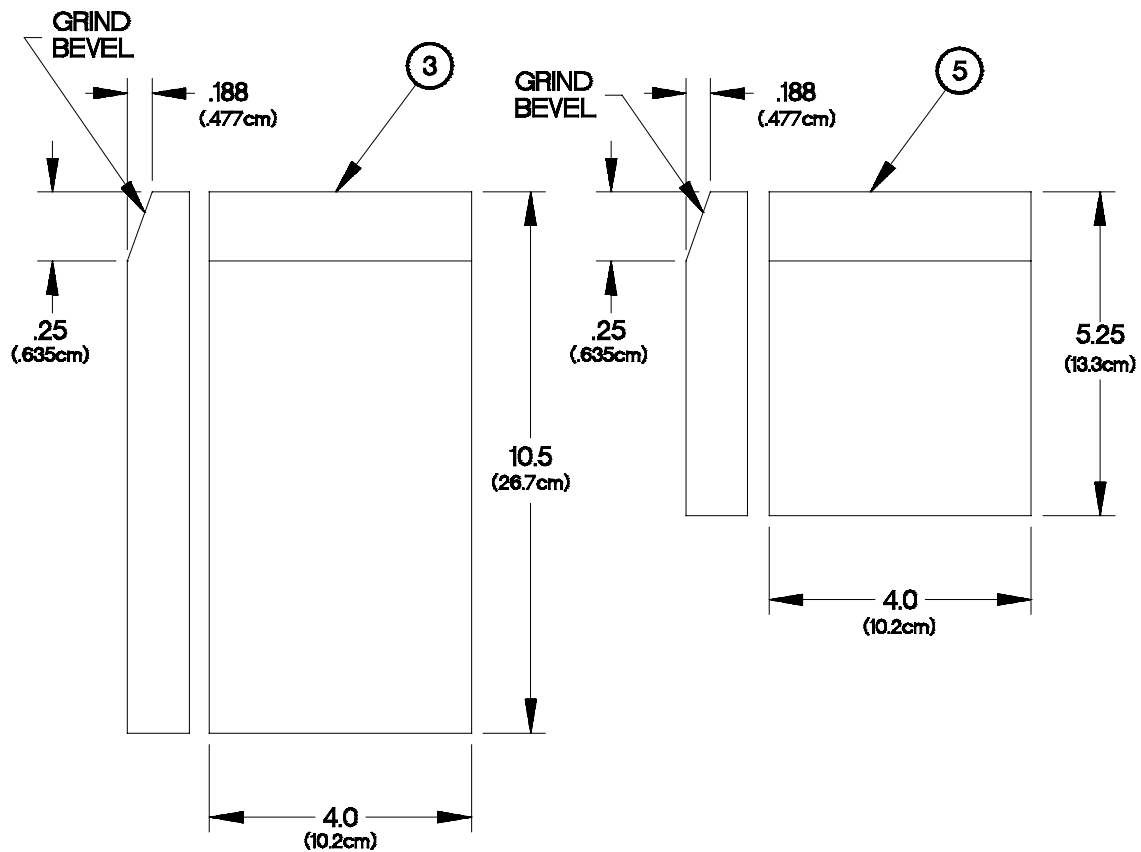 GRIND
BEVEL
3
.188
(.477cm)
.25
(.635cm)
10.5
(26.7cm)
4.0
(10.2cm)
GRIND
BEVEL
5
.188
(.477cm)
.25
(.635cm)
5.25
(13.3cm)
4.0
(10.2cm)